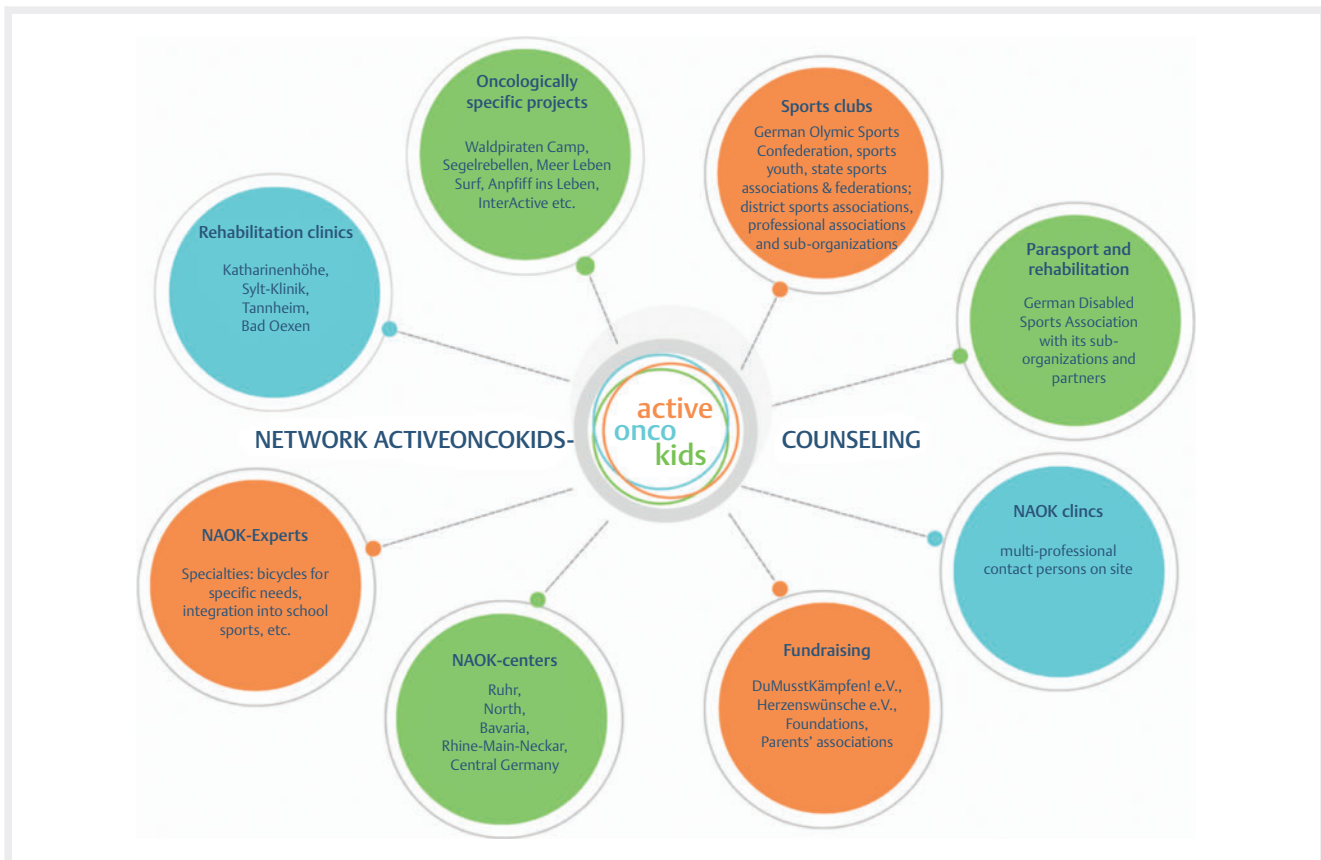 Oncologically
specific projects
Waldpiraten Camp,
Segelrebellen, Meer Leben
Surf, Anpfiff ins Leben,
InterActive etc.
Sports clubs
German Olymic Sports
Confederation, sports
youth, state sports
associations & federations;
district sports associations,
professional associations
and sub-organizations
Rehabilitation clinics
Katharinenhöhe,
Sylt-Klinik,
Tannheim,
Bad Oexen
Parasport and
rehabilitation
German Disabled
Sports Association
with its sub-
organizations and
partners
NETWORK ACTIVEONCOKIDS-
active
onco
kids
COUNSELING
NAOK-Experts
Specialties: bicycles for
specific needs,
integration into school
sports, etc.
NAOK clincs
multi-professional
contact persons on site
NAOK-centers
Ruhr,
North,
Bavaria,
Rhine-Main-Neckar,
Central Germany
Fundraising
DuMusstKämpfen! e.V.,
Herzenswünsche e.V.,
Foundations,
Parents' associations